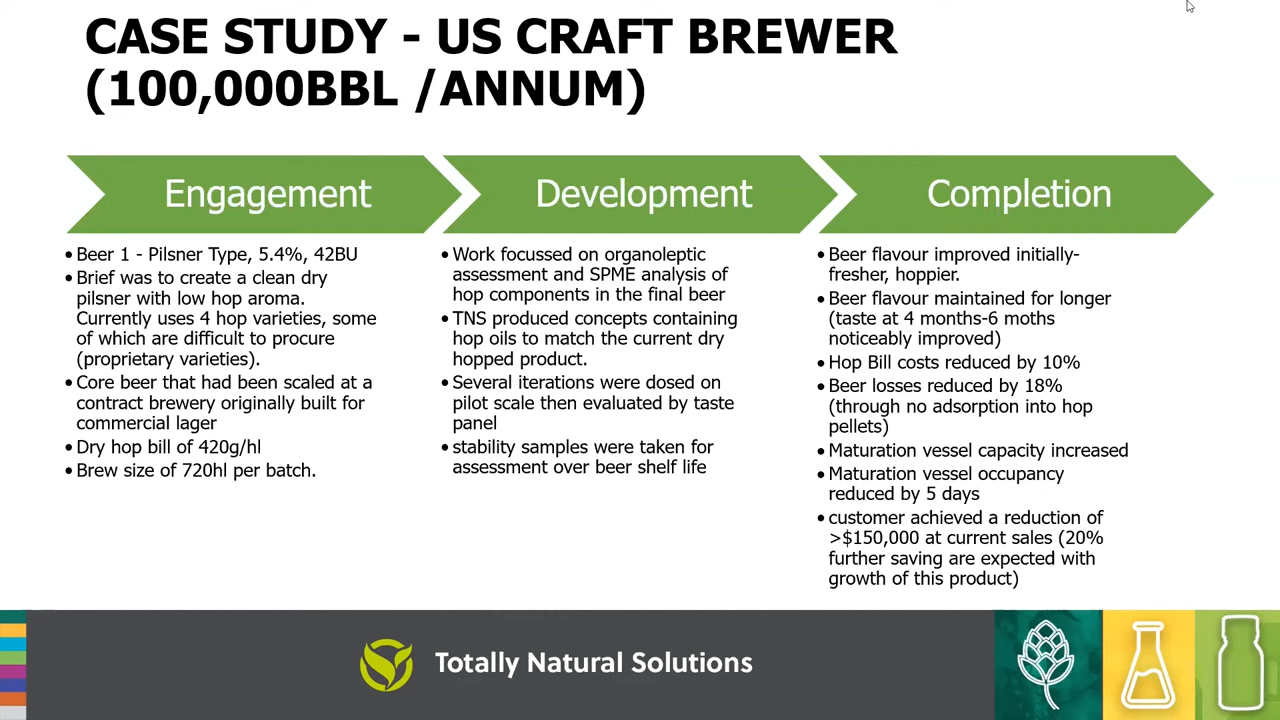 CASE STUDY - US CRAFT BREWER
(100,000BBL /ANNUM)
Engagement
• Beer 1 - Pilsner Type, 5.4%, 42BU
• Brief was to create a clean dry
pilsner with low hop aroma.
Currently uses 4 hop varieties, some
of which are difficult to procure
(proprietary varieties).
• Core beer that had been scaled at a
contract brewery originally built for
commercial lager
• Dry hop bill of 420g/hl
• Brew size of 720hl per batch.
Development
• Work focussed on organoleptic
assessment and SPME analysis of
hop components in the final beer
• TNS produced concepts containing
hop oils to match the current dry
hopped product.
• Several iterations were dosed on
pilot scale then evaluated by taste
panel
• stability samples were taken for
assessment over beer shelf life
Completion
• Beer flavour improved initially-
fresher, hoppier.
• Beer flavour maintained for longer
(taste at 4 months-6 moths
noticeably improved)
• Hop Bill costs reduced by 10%
• Beer losses reduced by 18%
(through no adsorption into hop
pellets)
• Maturation vessel capacity increased
• Maturation vessel occupancy
reduced by 5 days
• customer achieved a reduction of
>$150,000 at current sales (20%
further saving are expected with
growth of this product)
Totally Natural Solutions